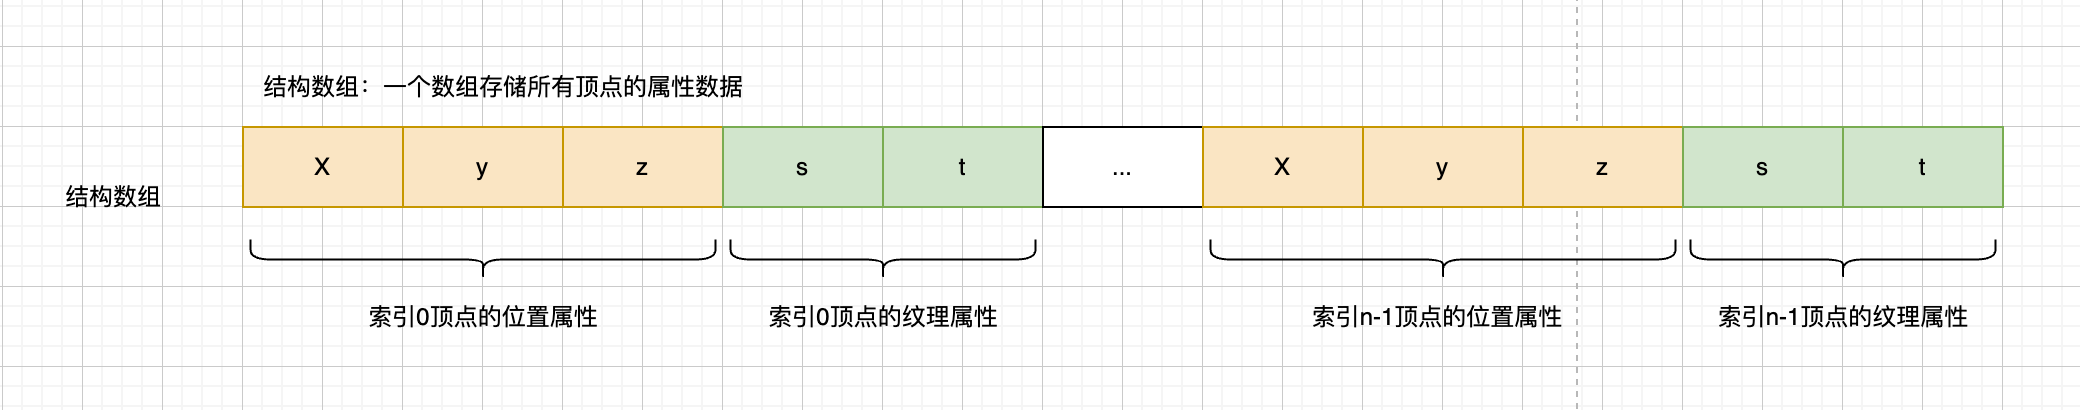 结构数组：一个数组存储所有顶点的属性数据
结构数组
X y z s t ... X y z s t
索引0顶点的位置属性 索引0顶点的纹理属性 索引n-1顶点的位置属性 索引n-1顶点的纹理属性